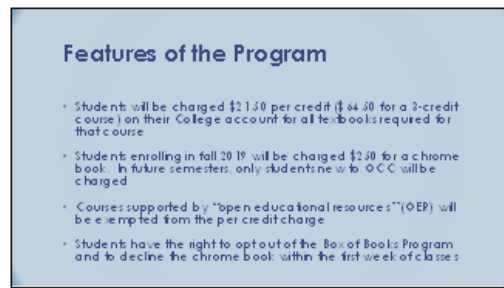 Features of the Program
• Students will be charged $21.50 per credit ($64.50 for a 3-credit
course) on their College account for all textbooks required for
that course
• Students enrolling in fall 2019 will be charged $250 for a chrome
book. In future semesters, only students new to OCC will be
charged
• Courses supported by "open educational resources"(OER) will
be exempted from the per credit charge
• Students have the right to opt out of the Box of Books Program
and to decline the chrome book within the first week of classes